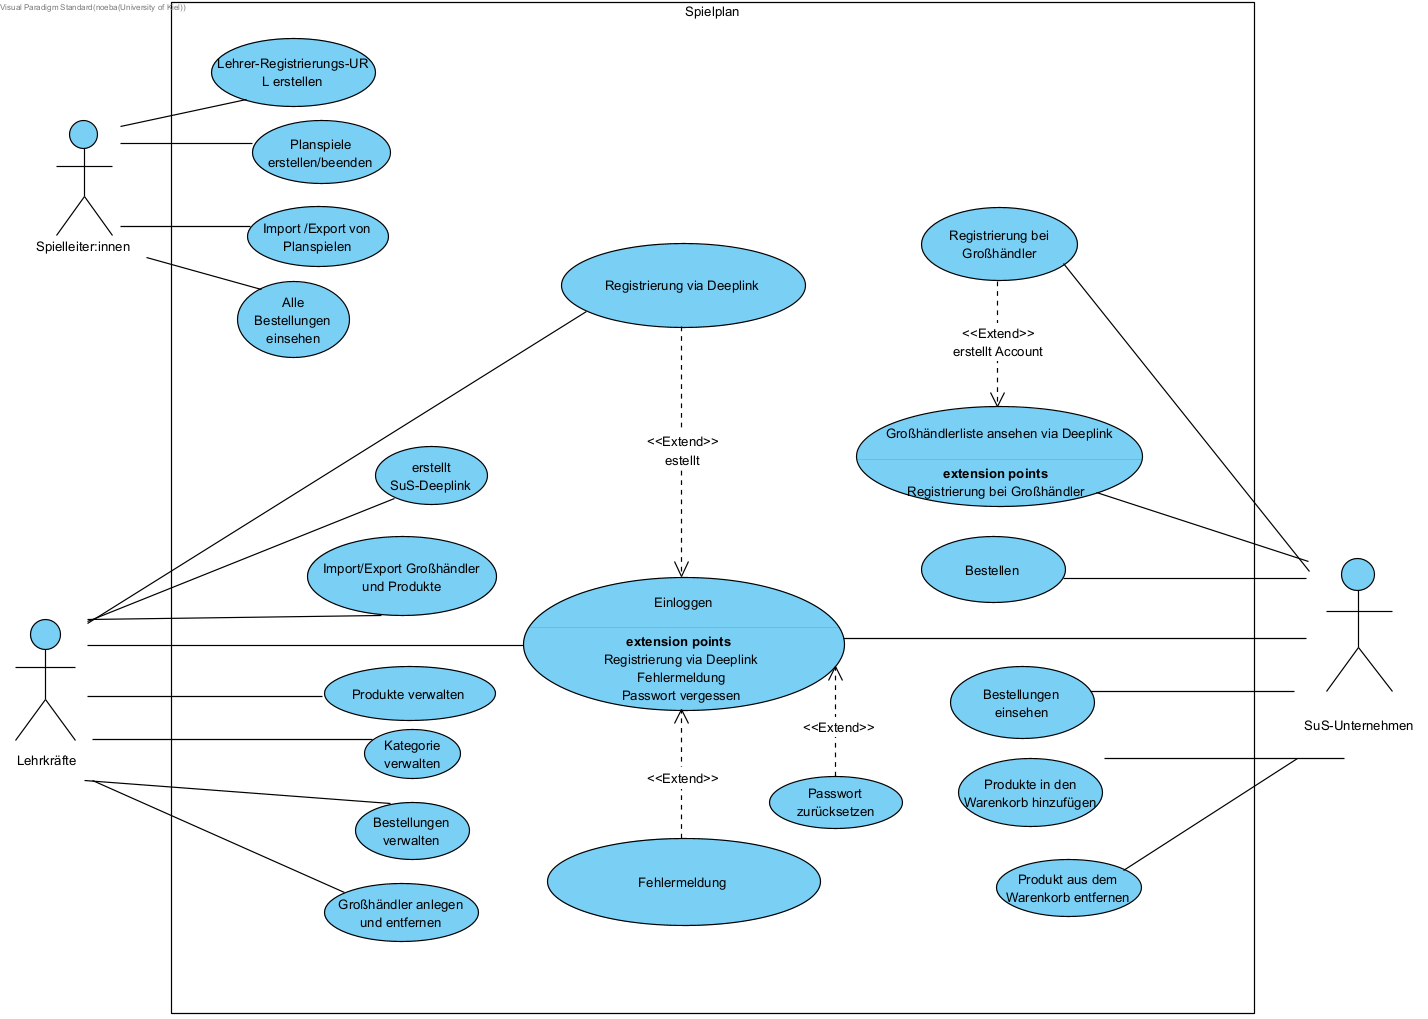 Visual Paradigm Standard(noeba(University of Kiel))
Spielplan
Lehrer-Registrierungs-UR
L erstellen
Planspiele
erstellen/beenden
Spielleiter:innen
Import /Export von
Planspielen
Alle
Bestellungen
einsehen
Registrierung via Deeplink
Registrierung bei
Großhändler
<<Extend>>
erstellt Account
Großhändlerliste ansehen via Deeplink
extension points
Registrierung bei Großhändler
<<Extend>>
estellt
erstellt
SuS-Deeplink
Import/Export Großhändler
und Produkte
Bestellen
Einloggen
extension points
Registrierung via Deeplink
Fehlermeldung
Passwort vergessen
Produkte verwalten
Bestellungen
einsehen
SuS-Unternehmen
Lehrkräfte
Kategorie
verwalten
<<Extend>>
<<Extend>>
Passwort
zurücksetzen
Produkte in den
Warenkorb hinzufügen
Bestellungen
verwalten
Fehlermeldung
Produkt aus dem
Warenkorb entfernen
Großhändler anlegen
und entfernen